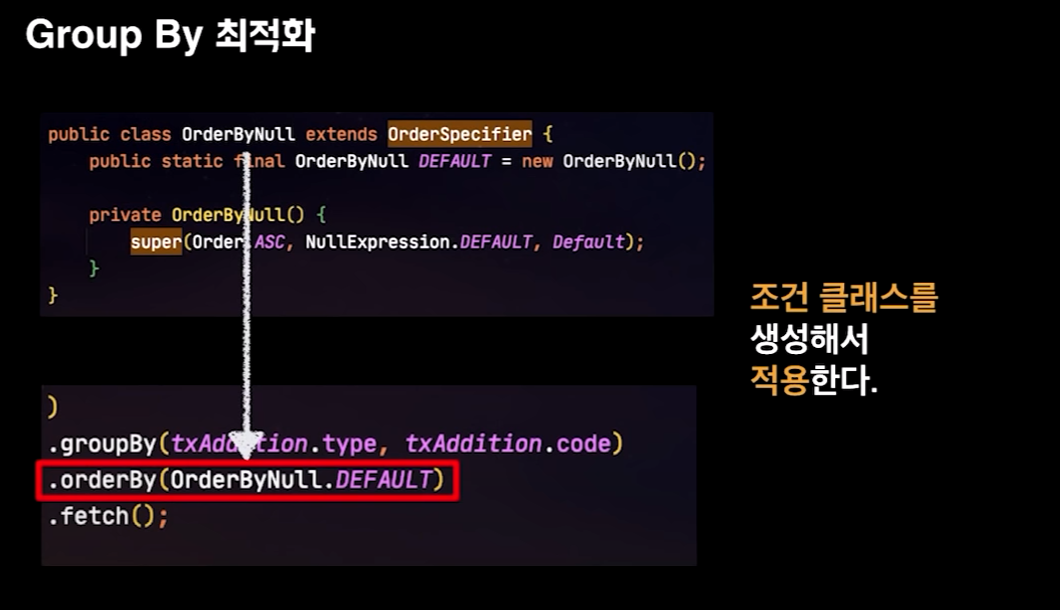 Group By 최적화
public class OrderByNull extends OrderSpecifier {
public static final OrderByNull DEFAULT = new OrderByNull();
private OrderByNull() {
super(Order.ASC, NullExpression.DEFAULT, Default);
}
}
조건 클래스를
생성해서
적용한다.
)
.groupBy(txAddition.type, txAddition.code)
.orderBy(OrderByNull.DEFAULT)
.fetch();